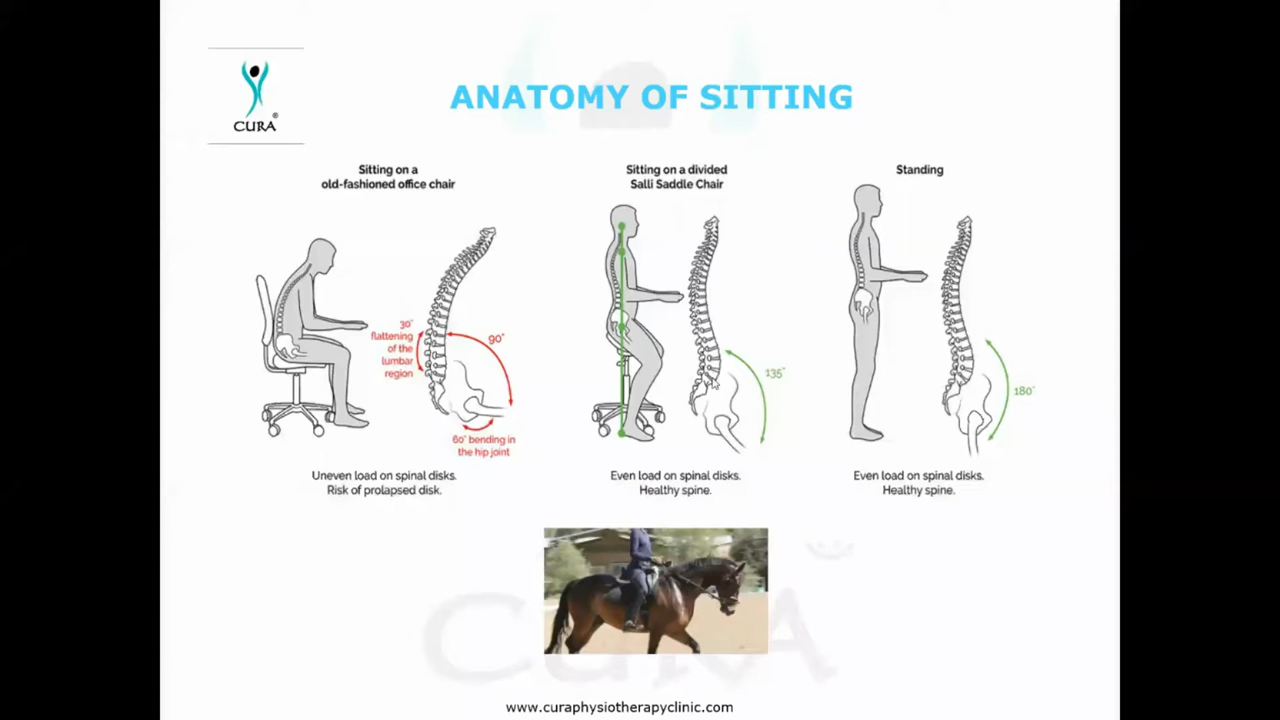 CURA®
ANATOMY OF SITTING
Sitting on a
old-fashioned office chair
30°
flattening
of the
lumbar
region
90°
60° bending in
the hip joint
Uneven load on spinal disks.
Risk of prolapsed disk.
Sitting on a divided
Salli Saddle Chair
135°
Even load on spinal disks.
Healthy spine.
Standing
180°
Even load on spinal disks.
Healthy spine.
CURA
www.curaphysiotherapyclinic.com